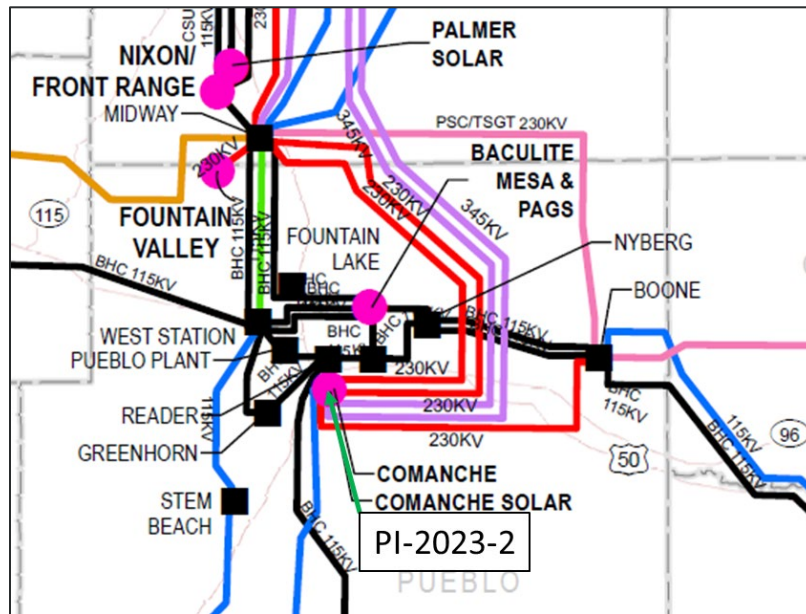 CSU
115KV
230KV
PALMER
SOLAR
NIXON/
FRONT RANGE
MIDWAY
PSC/TSGT 230KV
345KV
BACULITE
MESA &
PAGS
230KV
230KV
230KV
345KV
115
FOUNTAIN
VALLEY
BHC 115KV
BHC 115KV
FOUNTAIN
LAKE
NYBERG
BHC 115KV
BHC
BOONE
WEST STATION
BHC
BHC 115KV
PUEBLO PLANT
230KV
115KV
BHC
115KV
READER
230KV
115KV
230KV
GREENHORN
115KV
BHC 115KV
96
50
STEM
BEACH
COMANCHE
COMANCHE SOLAR
BHC 115KV
PI-2023-2
PUEBLO